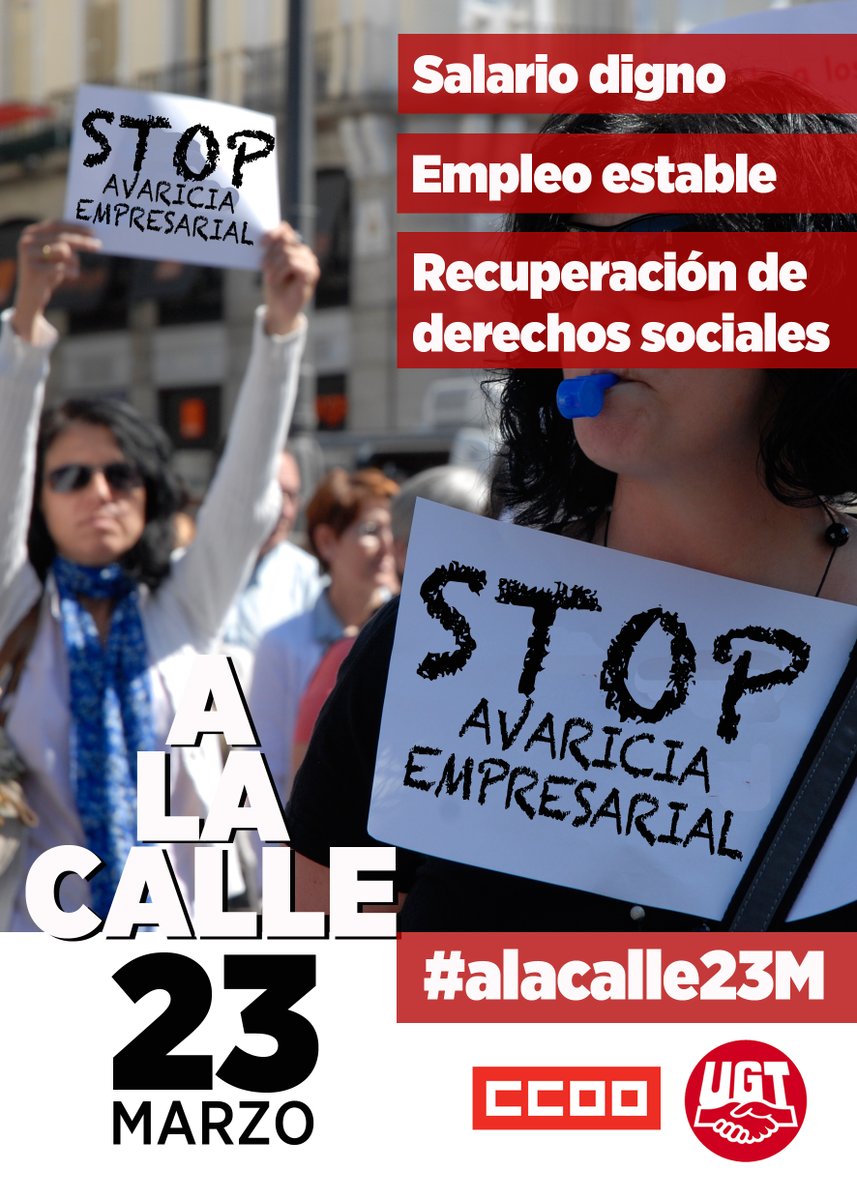 Salario digno
Empleo estable
Recuperación de
derechos sociales
STOP
AVARICIA
EMPRESARIAL
STOP
AVARICIA
EMPRESARIAL
A
LA
CALLE
23
MARZO
#alacalle23M
CCOO
UGT